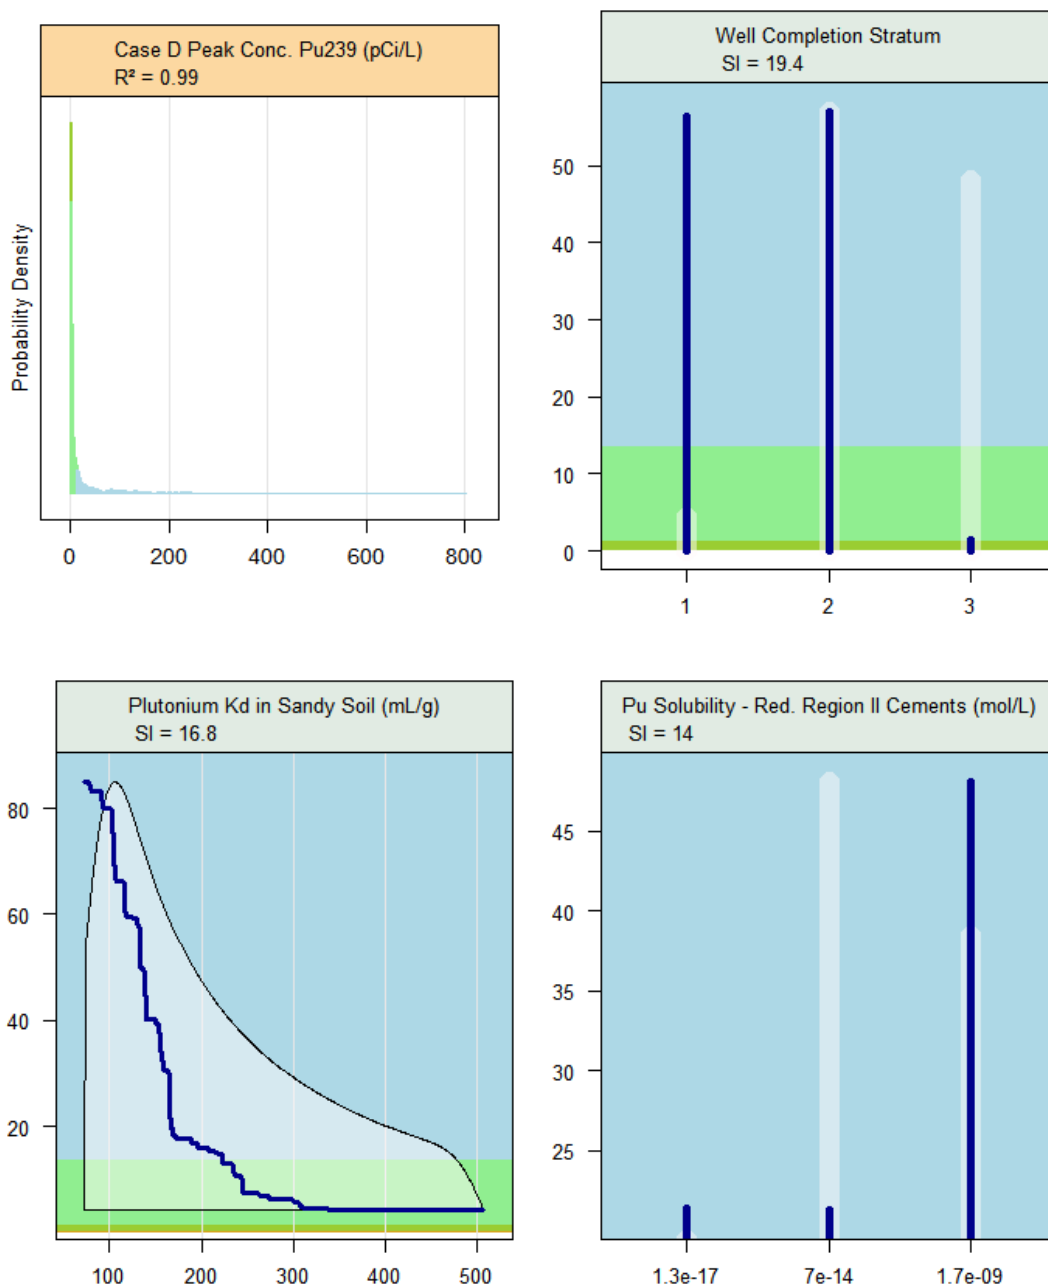 Case D Peak Conc. Pu239 (pCi/L)
R² = 0.99
Probability Density
0 200 400 600 800
Well Completion Stratum
SI = 19.4
50
40
30
20
10
0
1 2 3
Plutonium Kd in Sandy Soil (mL/g)
SI = 16.8
80
60
40
20
100 200 300 400 500
Pu Solubility - Red. Region II Cements (mol/L)
SI = 14
45
40
35
30
25
1.3e-17 7e-14 1.7e-09